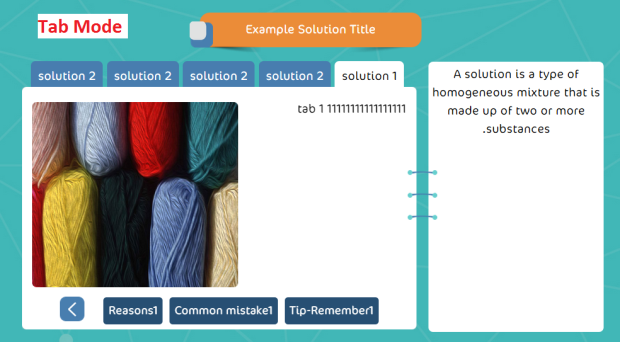 Tab Mode
Example Solution Title
solution 2
solution 2
solution 2
solution 2
solution 1
tab 1 11111111111111111
Reasons1
Common mistake1
Tip-Remember1
A solution is a type of
homogeneous mixture that is
made up of two or more
.substances